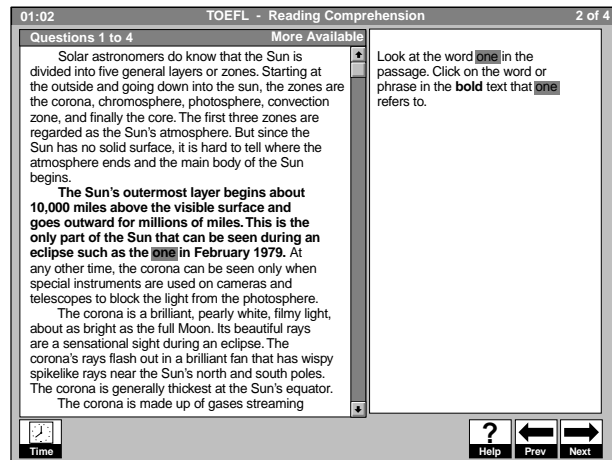 01:02 TOEFL - Reading Comprehension 2 of 4
Questions 1 to 4 More Available
Solar astronomers do know that the Sun is
divided into five general layers or zones. Starting at
the outside and going down into the sun, the zones are
the corona, chromosphere, photosphere, convection
zone, and finally the core. The first three zones are
regarded as the Sun's atmosphere. But since the
Sun has no solid surface, it is hard to tell where the
atmosphere ends and the main body of the Sun
begins.
The Sun's outermost layer begins about
10,000 miles above the visible surface and
goes outward for millions of miles. This is the
only part of the Sun that can be seen during an
eclipse such as the one in February 1979. At
any other time, the corona can be seen only when
special instruments are used on cameras and
telescopes to block the light from the photosphere.
The corona is a brilliant, pearly white, filmy light,
about as bright as the full Moon. Its beautiful rays
are a sensational sight during an eclipse. The
corona's rays flash out in a brilliant fan that has wispy
spikelike rays near the Sun's north and south poles.
The corona is generally thickest at the Sun's equator.
The corona is made up of gases streaming
Look at the word one in the
passage. Click on the word or
phrase in the bold text that one
refers to.
Time
? Help Prev Next